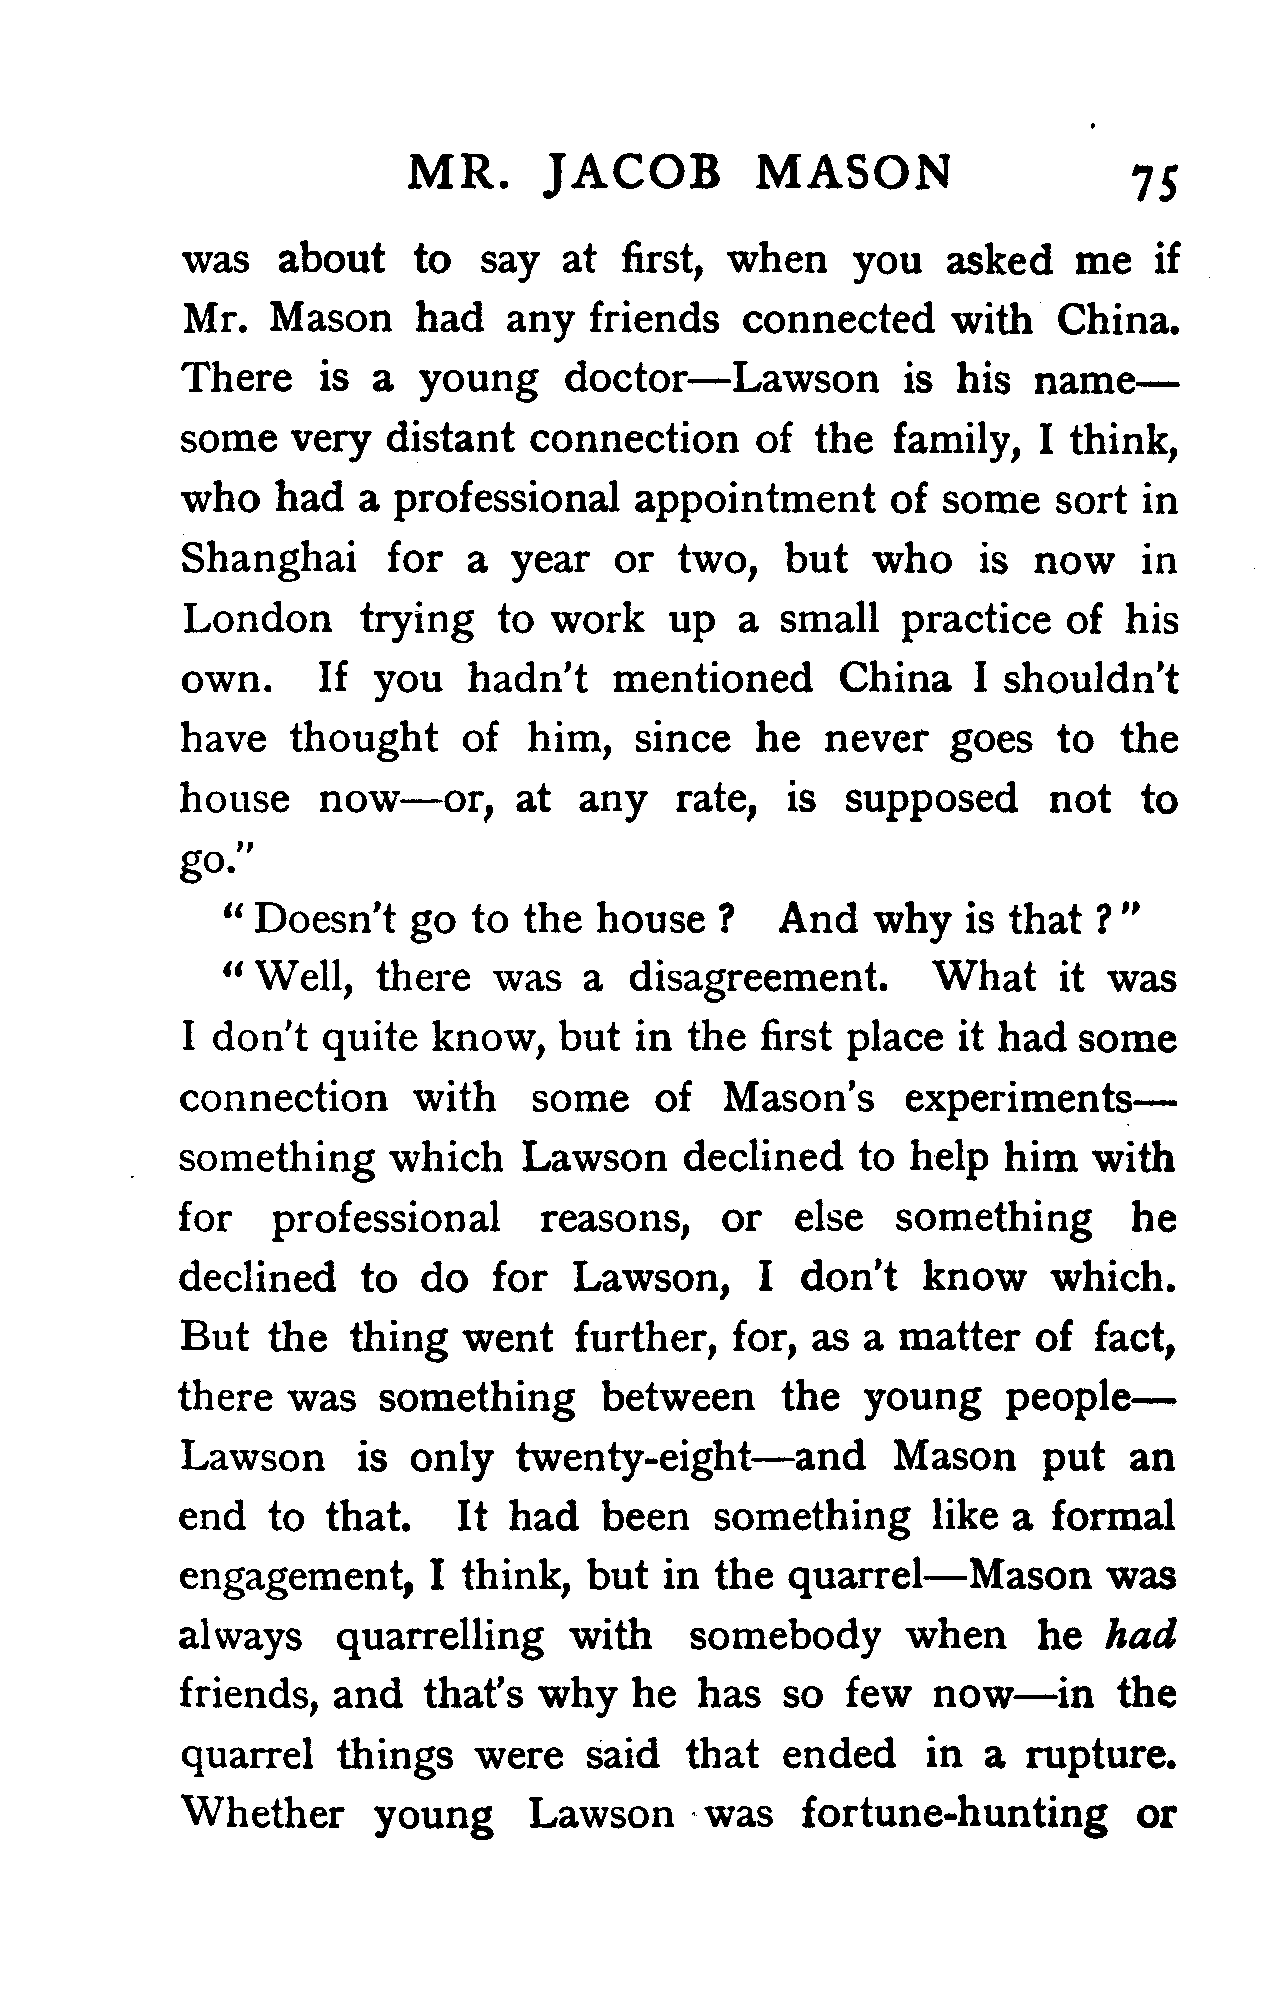 MR. JACOB MASON 75
was about to say at first, when you asked me if
Mr. Mason had any friends connected with China.
There is a young doctor—Lawson is his name—
some very distant connection of the family, I think,
who had a professional appointment of some sort in
Shanghai for a year or two, but who is now in
London trying to work up a small practice of his
own. If you hadn't mentioned China I shouldn't
have thought of him, since he never goes to the
house now—or, at any rate, is supposed not to
go."
" Doesn't go to the house ? And why is that ? "
" Well, there was a disagreement. What it was
I don't quite know, but in the first place it had some
connection with some of Mason's experiments—
something which Lawson declined to help him with
for professional reasons, or else something he
declined to do for Lawson, I don't know which.
But the thing went further, for, as a matter of fact,
there was something between the young people—
Lawson is only twenty-eight—and Mason put an
end to that. It had been something like a formal
engagement, I think, but in the quarrel—Mason was
always quarrelling with somebody when he had
friends, and that's why he has so few now—in the
quarrel things were said that ended in a rupture.
Whether young Lawson was fortune-hunting or